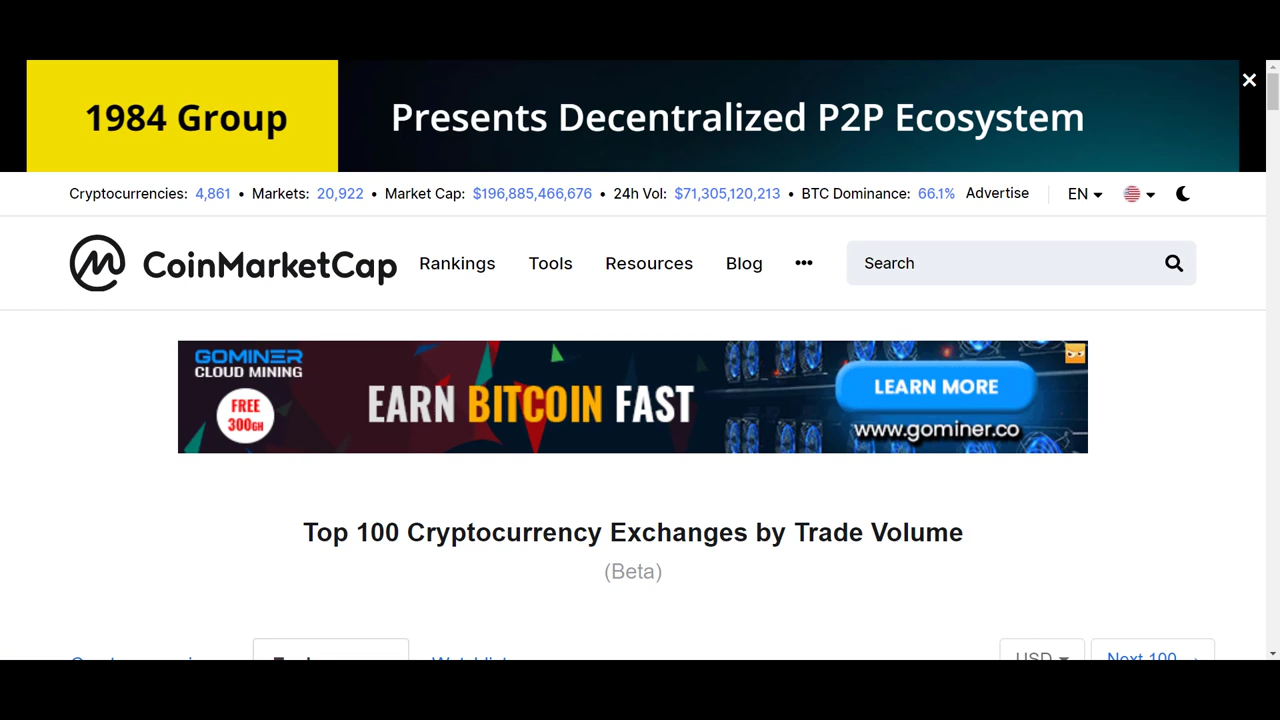 1984 Group
Presents Decentralized P2P Ecosystem
Cryptocurrencies: 4,861 • Markets: 20,922 • Market Cap: $196,885,466,676 • 24h Vol: $71,305,120,213 • BTC Dominance: 66.1% Advertise EN
CoinMarketCap Rankings Tools Resources Blog ••• Search
GOMINER
CLOUD MINING
FREE
300GH
EARN BITCOIN FAST
LEARN MORE
www.gominer.co
Top 100 Cryptocurrency Exchanges by Trade Volume
(Beta)
USD Next 100